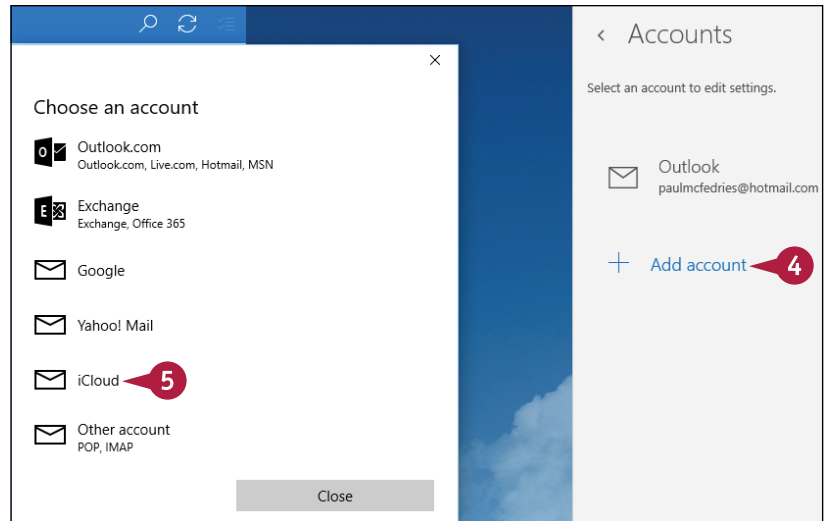 Choose an account
Outlook.com
Outlook.com, Live.com, Hotmail, MSN
Exchange
Exchange, Office 365
Google
Yahoo! Mail
iCloud
5
Other account
POP, IMAP
Close
Accounts
Select an account to edit settings.
Outlook
paulmcfedries@hotmail.com
Add account
4